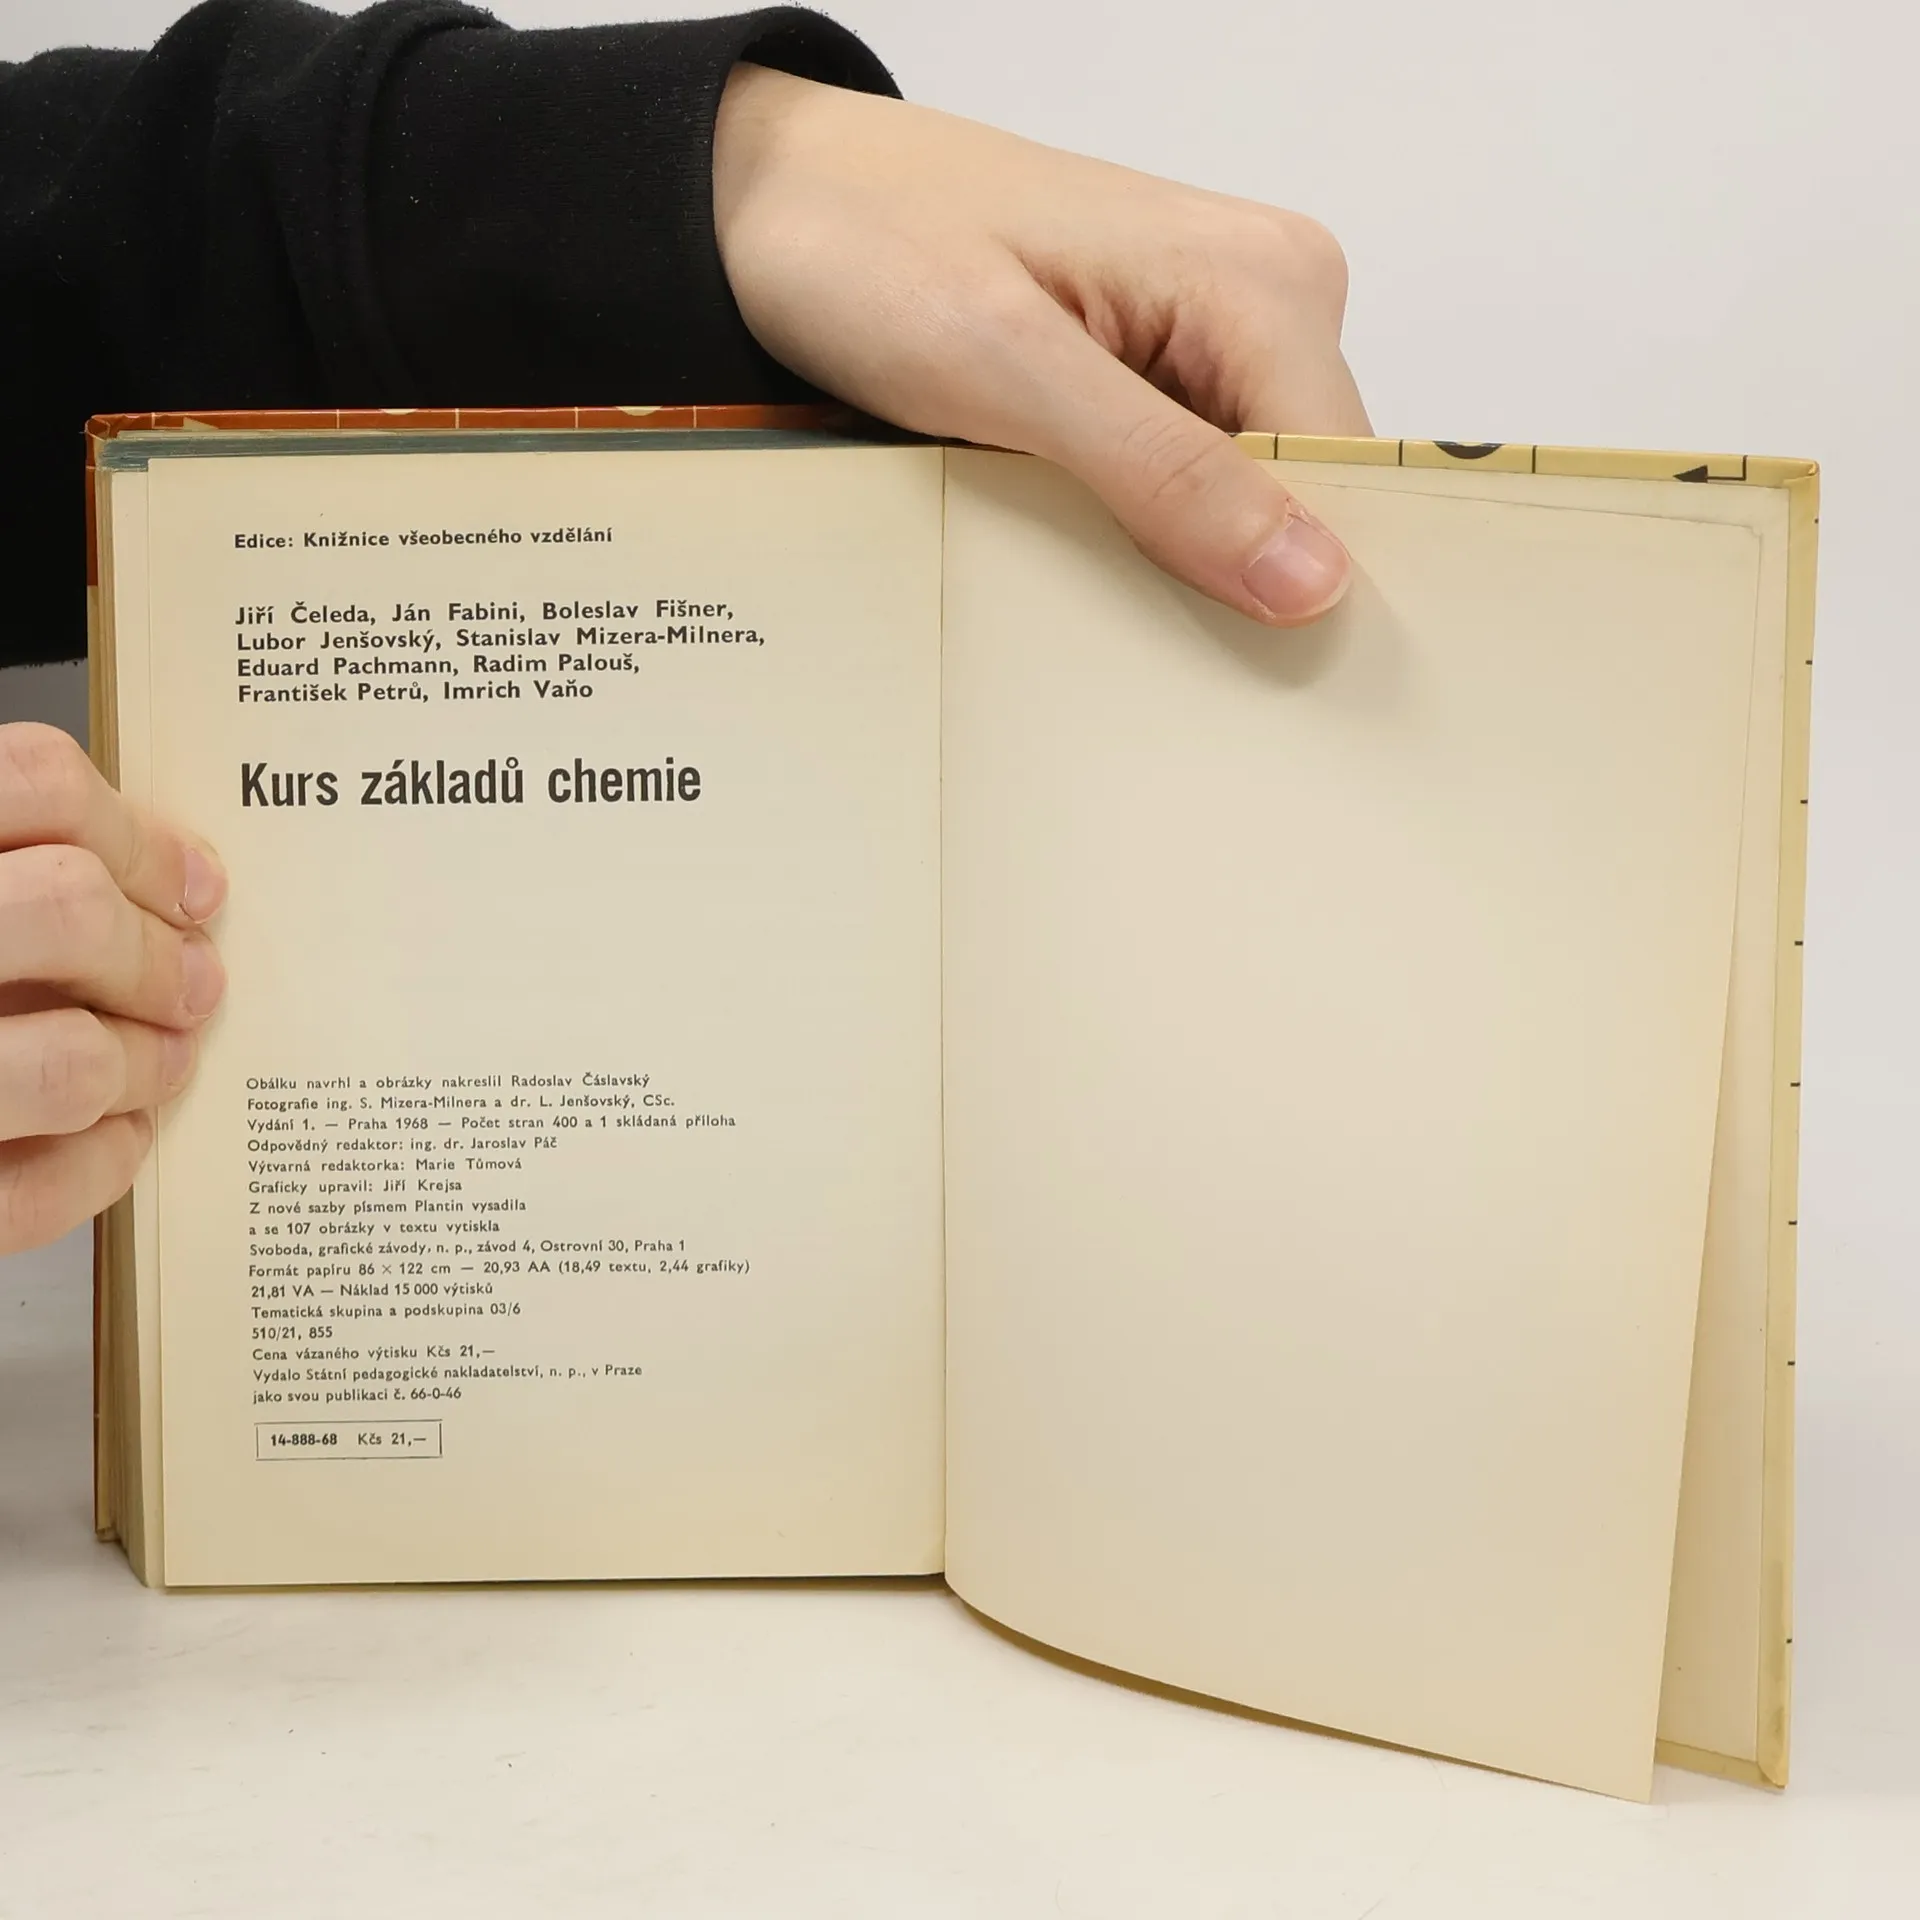 Edice: Knižnice všeobecného vzdělání
Jiří Čeleda, Ján Fabini, Boleslav Fišner,
Lubor Jenšovský, Stanislav Mizera-Milnera,
Eduard Pachmann, Radim Palouš,
František Petrů, Imrich Vaňo
Kurs základů chemie
Obálku navrhl a obrázky nakreslil Radoslav Čáslavský
Fotografie ing. S. Mizera-Milnera a dr. L. Jenšovský, CSc.
Vydání 1. — Praha 1968 — Počet stran 400 a 1 skládaná příloha
Odpovědný redaktor: ing. dr. Jaroslav Páč
Výtvarná redaktorka: Marie Tůmová
Graficky upravil: Jiří Krejsa
Z nové sazby písmem Plantin vysadila
a se 107 obrázky v textu vytiskla
Svoboda, grafické závody, n. p., závod 4, Ostrovní 30, Praha 1
Formát papíru 86 × 122 cm — 20,93 AA (18,49 textu, 2,44 grafiky)
21,81 VA — Náklad 15 000 výtisků
Tematická skupina a podskupina 03/6
510/21, 855
Cena vázaného výtisku Kčs 21,—
Vydalo Státní pedagogické nakladatelství, n. p., v Praze
jako svou publikaci č. 66-0-46
14-888-68 Kčs 21,—